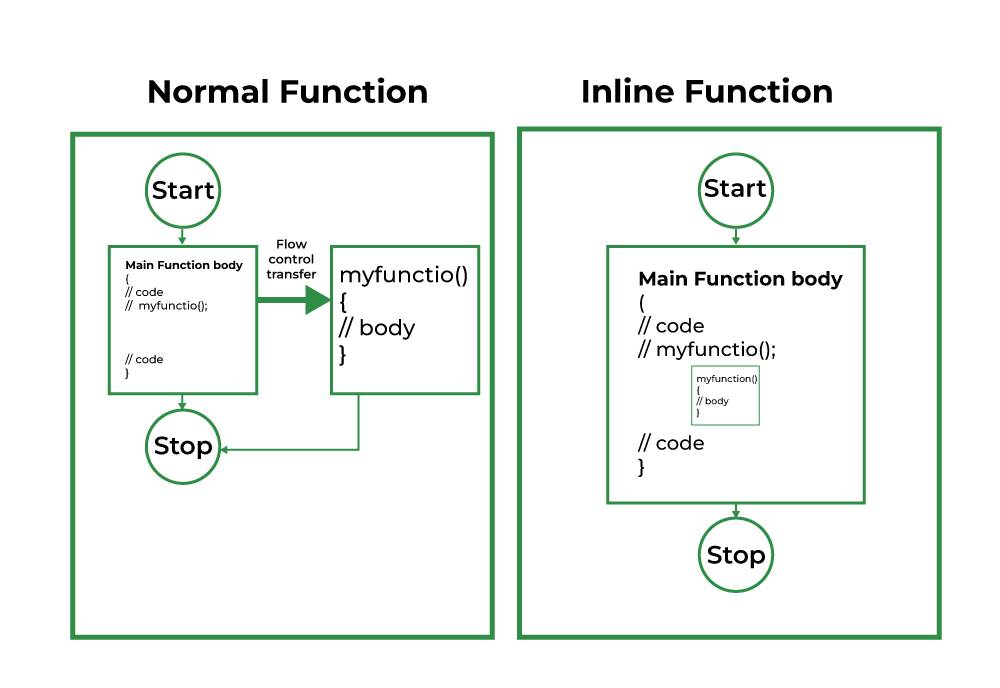 Normal Function
Start
Main Function body
{
// code
// myfunctio();
// code
}
Flow
control
transfer
myfunctio()
{
// body
}
Stop
Inline Function
Start
Main Function body
(
// code
// myfunctio();
myfunction()
{
// body
}
// code
}
Stop